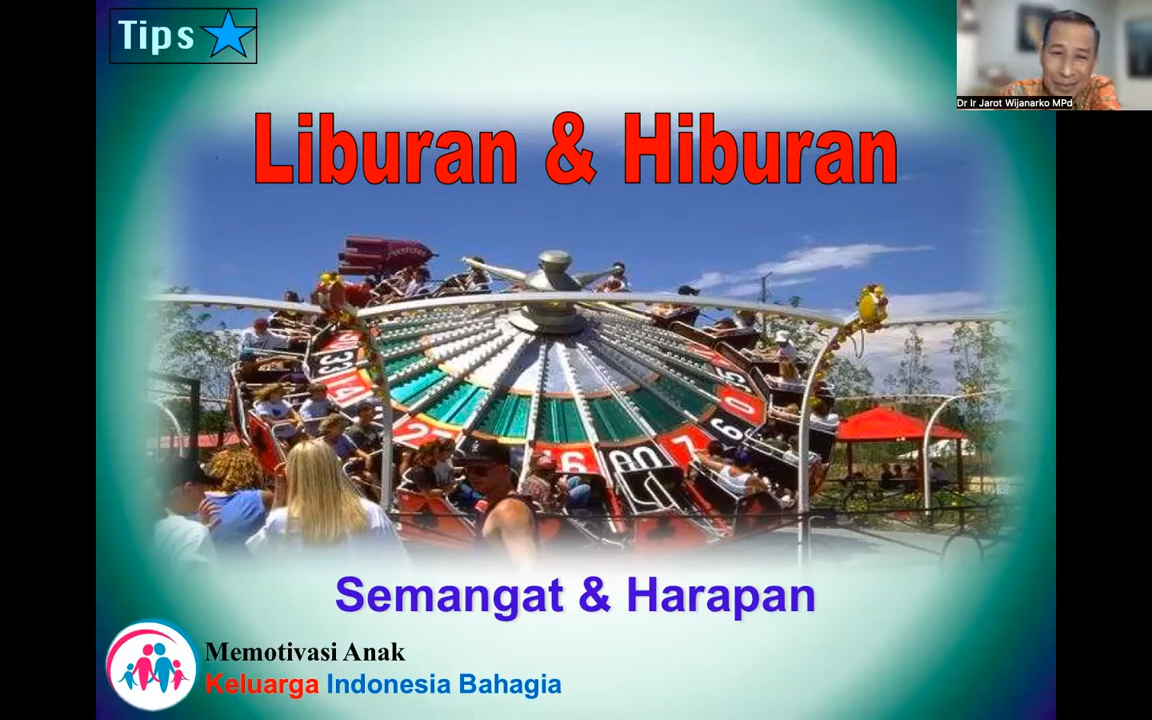 Tips
Dr Ir Jarot Wijanarko MPd
Liburan & Hiburan
Semangat & Harapan
Memotivasi Anak
Keluarga Indonesia Bahagia